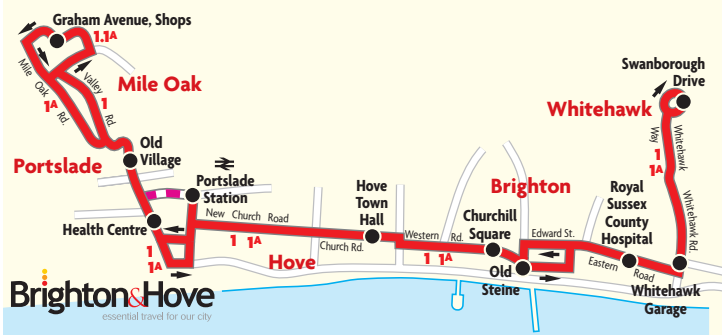 Graham Avenue, Shops
1.1A
Mile Oak Rd.
1A
Valley Rd.
1
Mile Oak
Portslade
Old
Village
Portslade
Station
Health Centre
1
1A
New Church Road
1 1A
Hove
Church Rd.
Hove
Town
Hall
Western Rd.
1 1A
Churchill
Square
Brighton
Old
Steine
Edward St.
Eastern Road
Royal
Sussex
County
Hospital
Whitehawk
Swanborough
Drive
Whitehawk Way
1
1A
Whitehawk Rd.
Whitehawk
Garage
Brighton&Hove
essential travel for our city